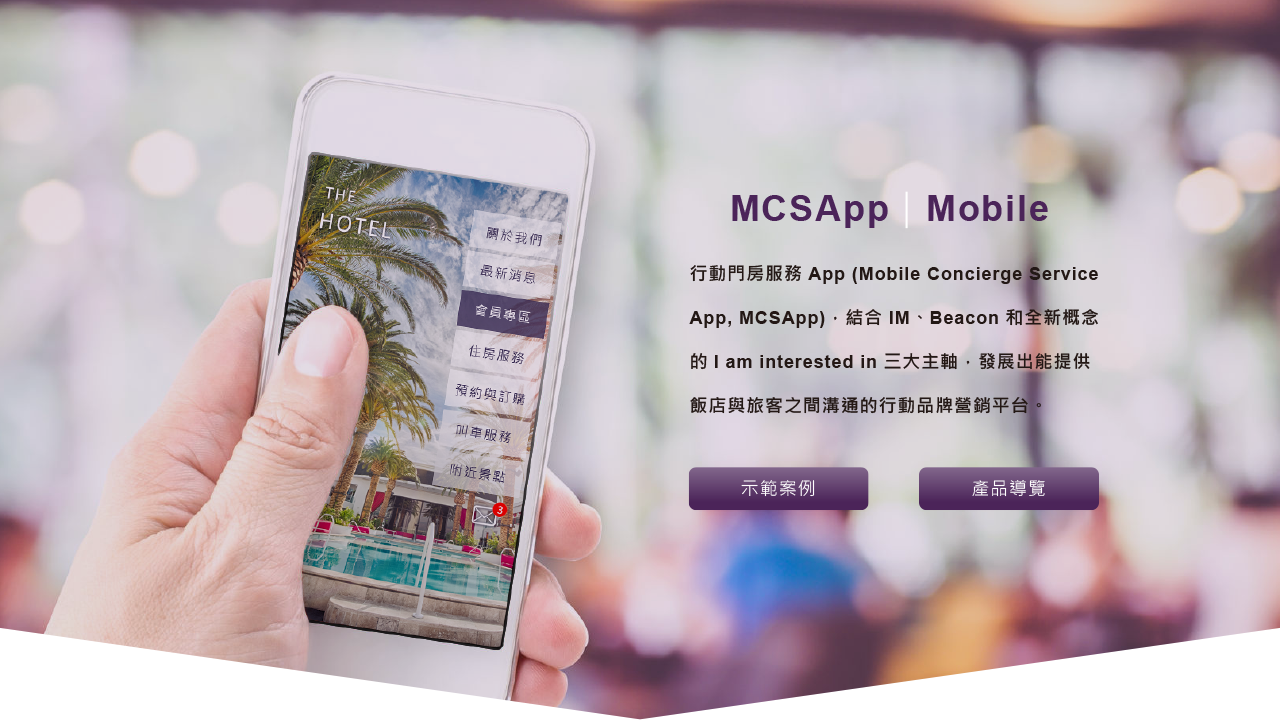 THE
HOTEL
關於我們
最新消息
會員專區
住房服務
預約與訂購
叫車服務
附近景點
3
MCSApp | Mobile
行動門房服務 App (Mobile Concierge Service
App, MCSApp)，結合 IM、Beacon 和全新概念
的 I am interested in 三大主軸，發展出能提供
飯店與旅客之間溝通的行動品牌營銷平台。
示範案例
產品導覽